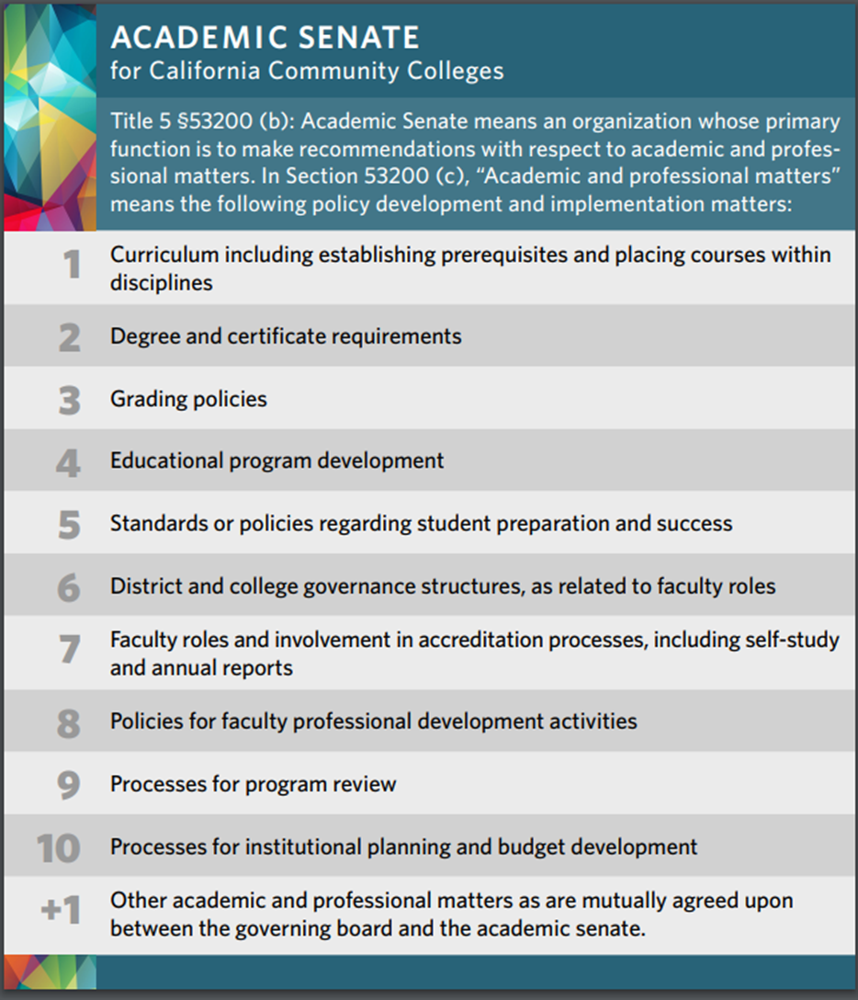 ACADEMIC SENATE
for California Community Colleges
Title 5 §53200 (b): Academic Senate means an organization whose primary
function is to make recommendations with respect to academic and profes-
sional matters. In Section 53200 (c), “Academic and professional matters”
means the following policy development and implementation matters:
1 Curriculum including establishing prerequisites and placing courses within
disciplines
2 Degree and certificate requirements
3 Grading policies
4 Educational program development
5 Standards or policies regarding student preparation and success
6 District and college governance structures, as related to faculty roles
7 Faculty roles and involvement in accreditation processes, including self-study
and annual reports
8 Policies for faculty professional development activities
9 Processes for program review
10 Processes for institutional planning and budget development
+1 Other academic and professional matters as are mutually agreed upon
between the governing board and the academic senate.